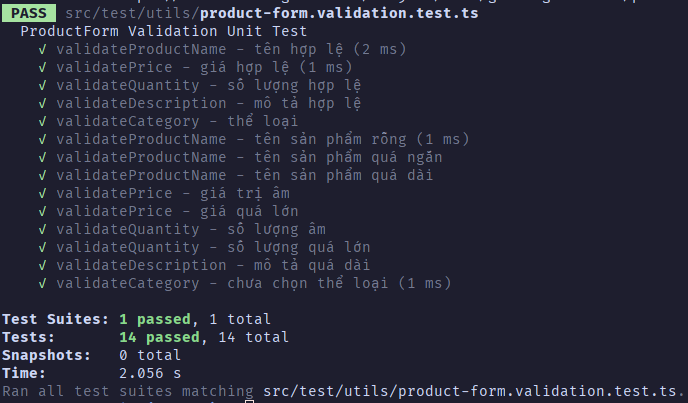 PASS src/test/utils/product-form.validation.test.ts
ProductForm Validation Unit Test
√ validateProductName - tên hợp lệ (2 ms)
√ validatePrice - giá hợp lệ (1 ms)
√ validateQuantity - số lượng hợp lệ
√ validateDescription - mô tả hợp lệ
√ validateCategory - thể loại
√ validateProductName - tên sản phẩm rỗng (1 ms)
√ validateProductName - tên sản phẩm quá ngắn
√ validateProductName - tên sản phẩm quá dài
√ validatePrice - giá trị âm
√ validatePrice - giá quá lớn
√ validateQuantity - số lượng âm
√ validateQuantity - số lượng quá lớn
√ validateDescription - mô tả quá dài
√ validateCategory - chưa chọn thể loại (1 ms)
Test Suites: 1 passed, 1 total
Tests: 14 passed, 14 total
Snapshots: 0 total
Time: 2.056 s
Ran all test suites matching src/test/utils/product-form.validation.test.ts.